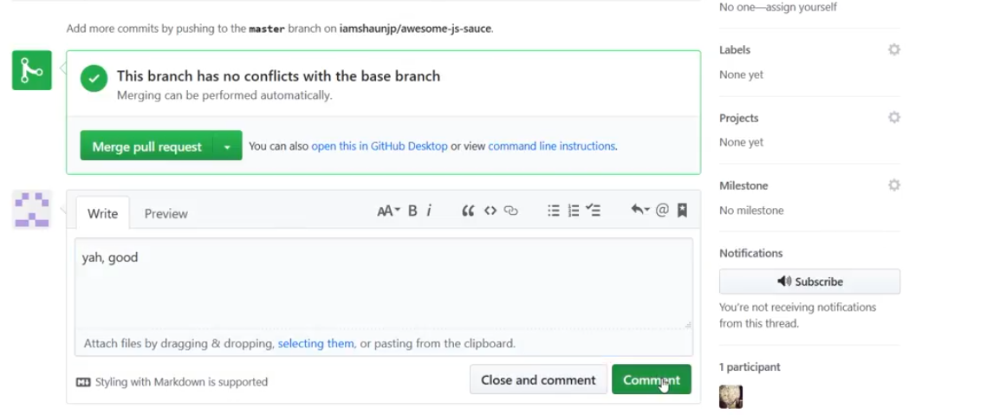 No one—assign yourself
Add more commits by pushing to the master branch on iamshaunjp/awesome-js-sauce.
This branch has no conflicts with the base branch
Merging can be performed automatically.
Merge pull request
You can also open this in GitHub Desktop or view command line instructions.
Write
Preview
AA B i
yah, good
Attach files by dragging & dropping, selecting them, or pasting from the clipboard.
Styling with Markdown is supported
Close and comment
Comment
Labels
None yet
Projects
None yet
Milestone
No milestone
Notifications
Subscribe
You're not receiving notifications
from this thread.
1 participant